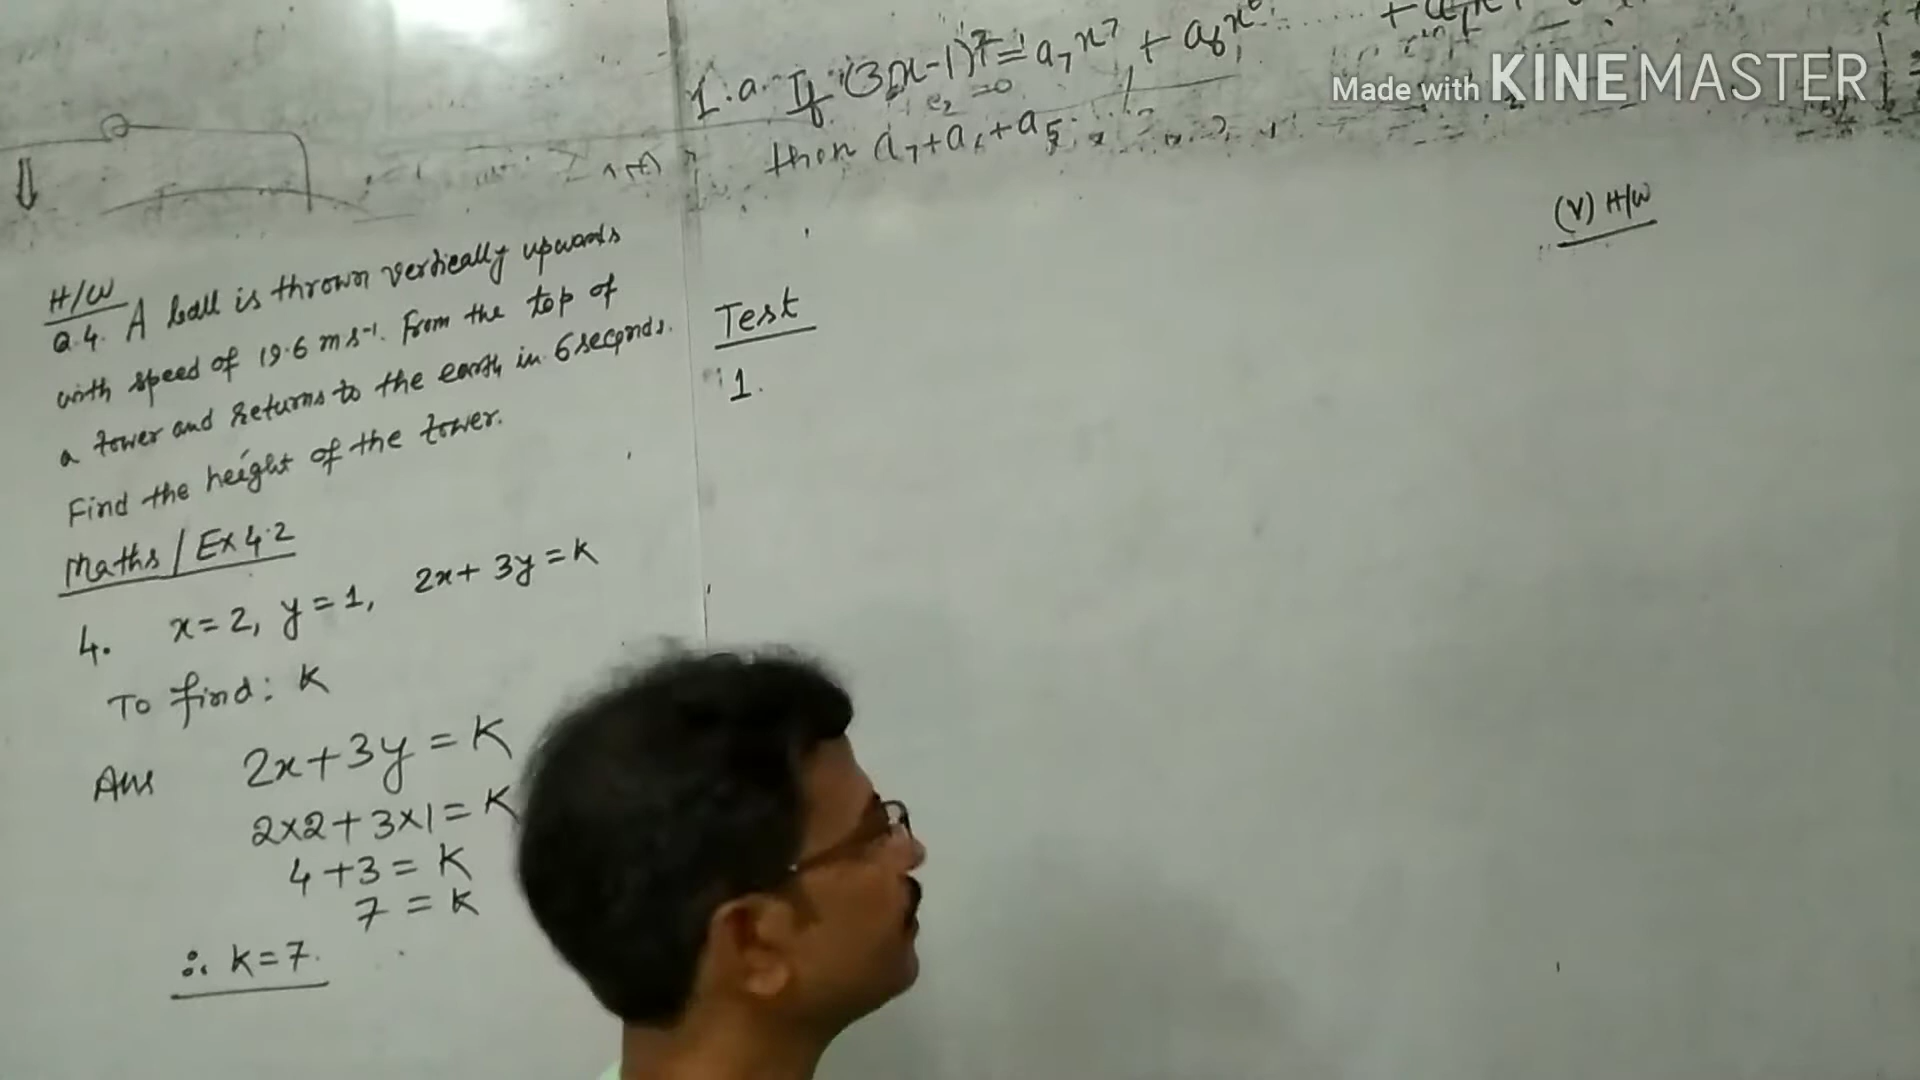 1.a. If (3x-1)⁷ = a₇x⁷ + a₆x⁶
then a₇+a₆+a₅
Made with KINEMASTER
(V) H/W
H/W
Q.4. A ball is thrown vertically upwards
with speed of 19.6 ms⁻¹. From the top of
a tower and returns to the earth in 6 seconds.
Find the height of the tower.
Maths / Ex 4.2
4. x=2, y=1, 2x+3y=K
To find: K
Ans 2x+3y=K
2×2+3×1=K
4+3=K
7=K
∴ K=7.
Test
1.